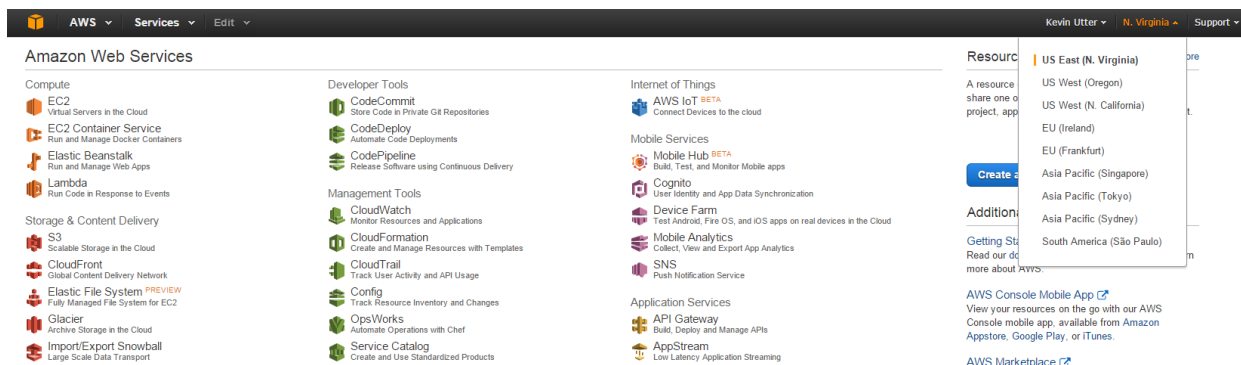 AWS Services Edit Kevin Utter N. Virginia Support
Amazon Web Services
Compute
EC2
Virtual Servers in the Cloud
EC2 Container Service
Run and Manage Docker Containers
Elastic Beanstalk
Run and Manage Web Apps
Lambda
Run Code in Response to Events
Storage & Content Delivery
S3
Scalable Storage in the Cloud
CloudFront
Global Content Delivery Network
Elastic File System PREVIEW
Fully Managed File System for EC2
Glacier
Archive Storage in the Cloud
Import/Export Snowball
Large Scale Data Transport
Developer Tools
CodeCommit
Store Code in Private Git Repositories
CodeDeploy
Automate Code Deployments
CodePipeline
Release Software using Continuous Delivery
Management Tools
CloudWatch
Monitor Resources and Applications
CloudFormation
Create and Manage Resources with Templates
CloudTrail
Track User Activity and API Usage
Config
Track Resource Inventory and Changes
OpsWorks
Automate Operations with Chef
Service Catalog
Create and Use Standardized Products
Internet of Things
AWS IoT BETA
Connect Devices to the cloud
Mobile Services
Mobile Hub BETA
Build, Test, and Monitor Mobile apps
Cognito
User Identity and App Data Synchronization
Device Farm
Test Android, Fire OS, and iOS apps on real devices in the Cloud
Mobile Analytics
Collect, View and Export App Analytics
SNS
Push Notification Service
Application Services
API Gateway
Build, Deploy and Manage APIs
AppStream
Low Latency Application Streaming
US East (N. Virginia)
US West (Oregon)
US West (N. California)
EU (Ireland)
EU (Frankfurt)
Asia Pacific (Singapore)
Asia Pacific (Tokyo)
Asia Pacific (Sydney)
South America (São Paulo)
A resource
share one
project,
Create
Getting
Read our
more about AWS.
AWS Console Mobile App
View your resources on the go with our AWS
Console mobile app, available from Amazon
Appstore, Google Play, or iTunes.
AWS Marketplace